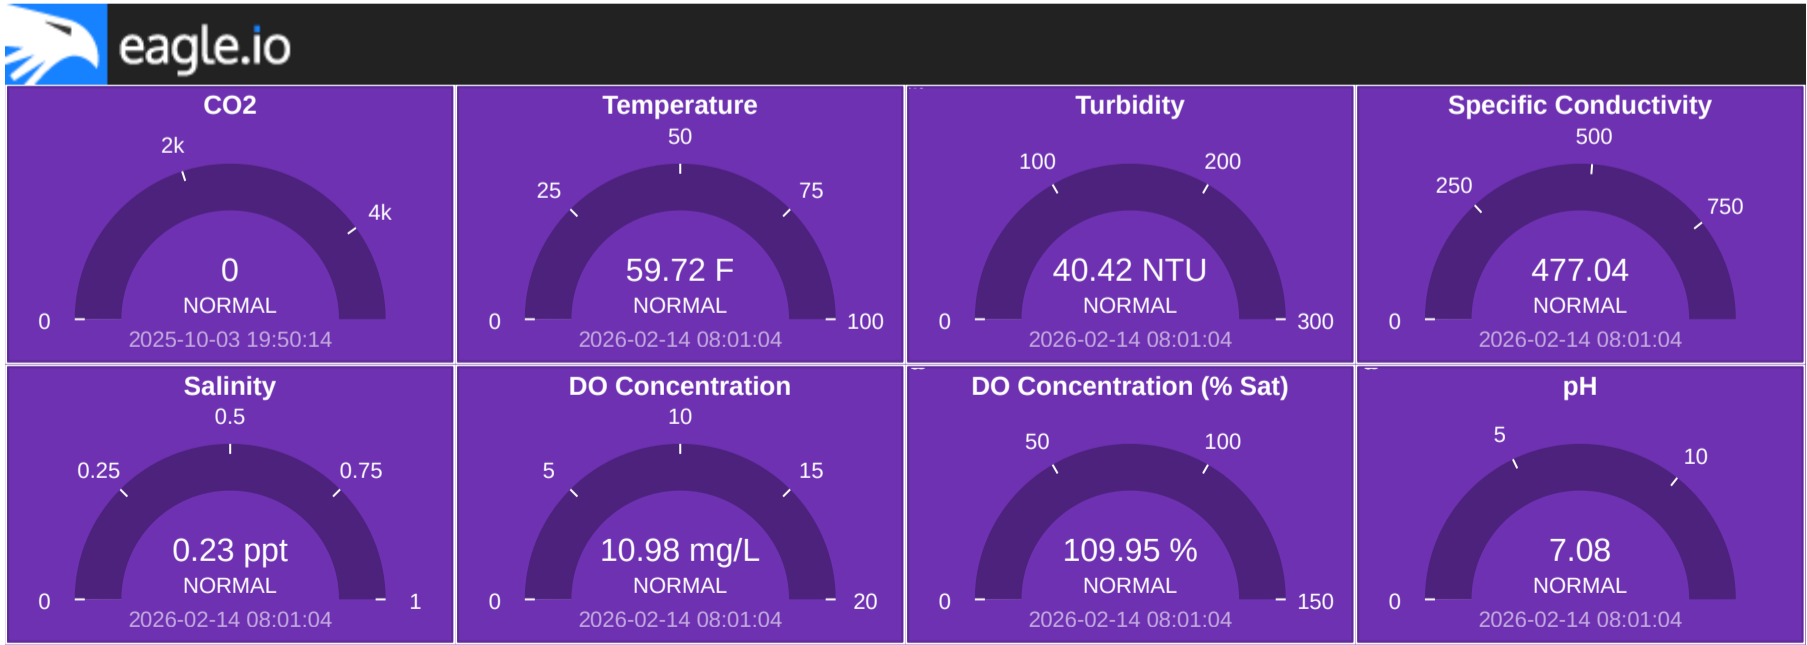 eagle.io
CO2
2k
4k
0
0
NORMAL
2025-10-03 19:50:14
Temperature
50
25
75
59.72 F
NORMAL
0
100
2026-02-14 08:01:04
Turbidity
100
200
40.42 NTU
NORMAL
0
300
2026-02-14 08:01:04
Specific Conductivity
500
250
750
477.04
NORMAL
0
2026-02-14 08:01:04
Salinity
0.5
0.25
0.75
0.23 ppt
NORMAL
0
1
2026-02-14 08:01:04
DO Concentration
10
5
15
10.98 mg/L
NORMAL
0
20
2026-02-14 08:01:04
DO Concentration (% Sat)
50
100
109.95 %
NORMAL
0
150
2026-02-14 08:01:04
pH
5
10
7.08
NORMAL
0
2026-02-14 08:01:04